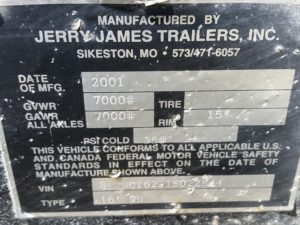 MANUFACTURED BY
JERRY JAMES TRAILERS, INC.
SIKESTON, MO • 573/471-6057
DATE OF MFG. 2001
GVWR 7000# TIRE
GAWR ALL AXLES 7000# RIM
PSI COLD
THIS VEHICLE CONFORMS TO ALL APPLICABLE U.S.
AND CANADA FEDERAL MOTOR VEHICLE SAFETY
STANDARDS IN EFFECT ON THE DATE OF
MANUFACTURE SHOWN ABOVE.
VIN
TYPE